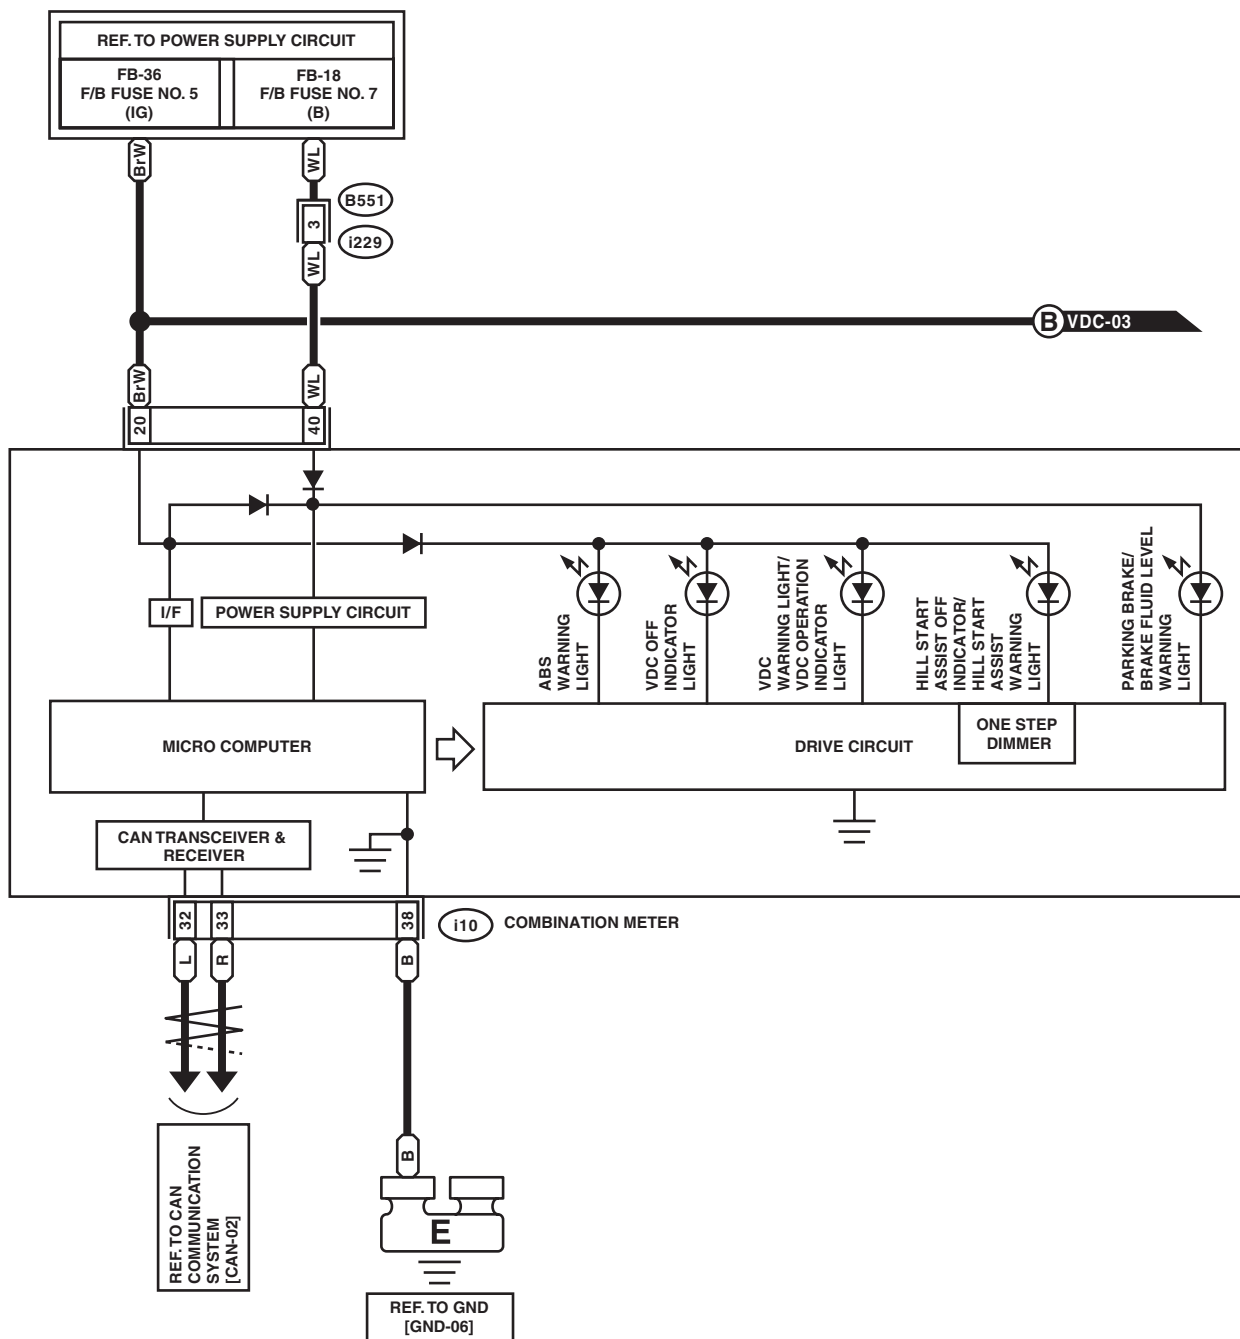 REF. TO POWER SUPPLY CIRCUIT
FB-36
F/B FUSE NO. 5
(IG)
FB-18
F/B FUSE NO. 7
(B)
BrW
WL
B551
3
i229
WL
B VDC-03
BrW
WL
20
40
I/F
POWER SUPPLY CIRCUIT
ABS
WARNING
LIGHT
VDC OFF
INDICATOR
LIGHT
VDC
WARNING LIGHT/
VDC OPERATION
INDICATOR
LIGHT
HILL START
ASSIST OFF
INDICATOR/
HILL START
ASSIST
WARNING
LIGHT
PARKING BRAKE/
BRAKE FLUID LEVEL
WARNING
LIGHT
MICRO COMPUTER
DRIVE CIRCUIT
ONE STEP
DIMMER
CAN TRANSCEIVER &
RECEIVER
32
33
38
i10
COMBINATION METER
L
R
B
B
E
REF. TO CAN
COMMUNICATION
SYSTEM
[CAN-02]
REF. TO GND
[GND-06]